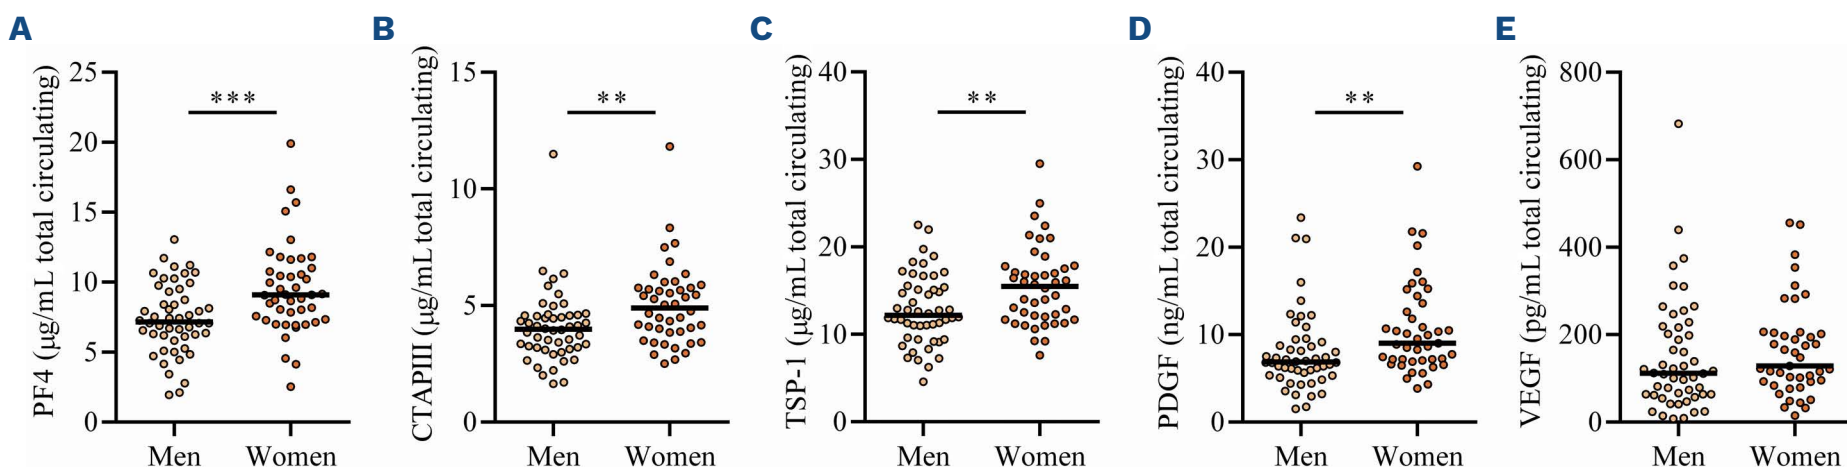 A
PF4 (µg/mL total circulating)
25
20
15
10
5
0
***
Men
Women
B
CTAPIII (µg/mL total circulating)
15
10
5
0
**
Men
Women
C
TSP-1 (µg/mL total circulating)
40
30
20
10
0
**
Men
Women
D
PDGF (ng/mL total circulating)
40
30
20
10
0
**
Men
Women
E
VEGF (pg/mL total circulating)
800
600
400
200
0
Men
Women